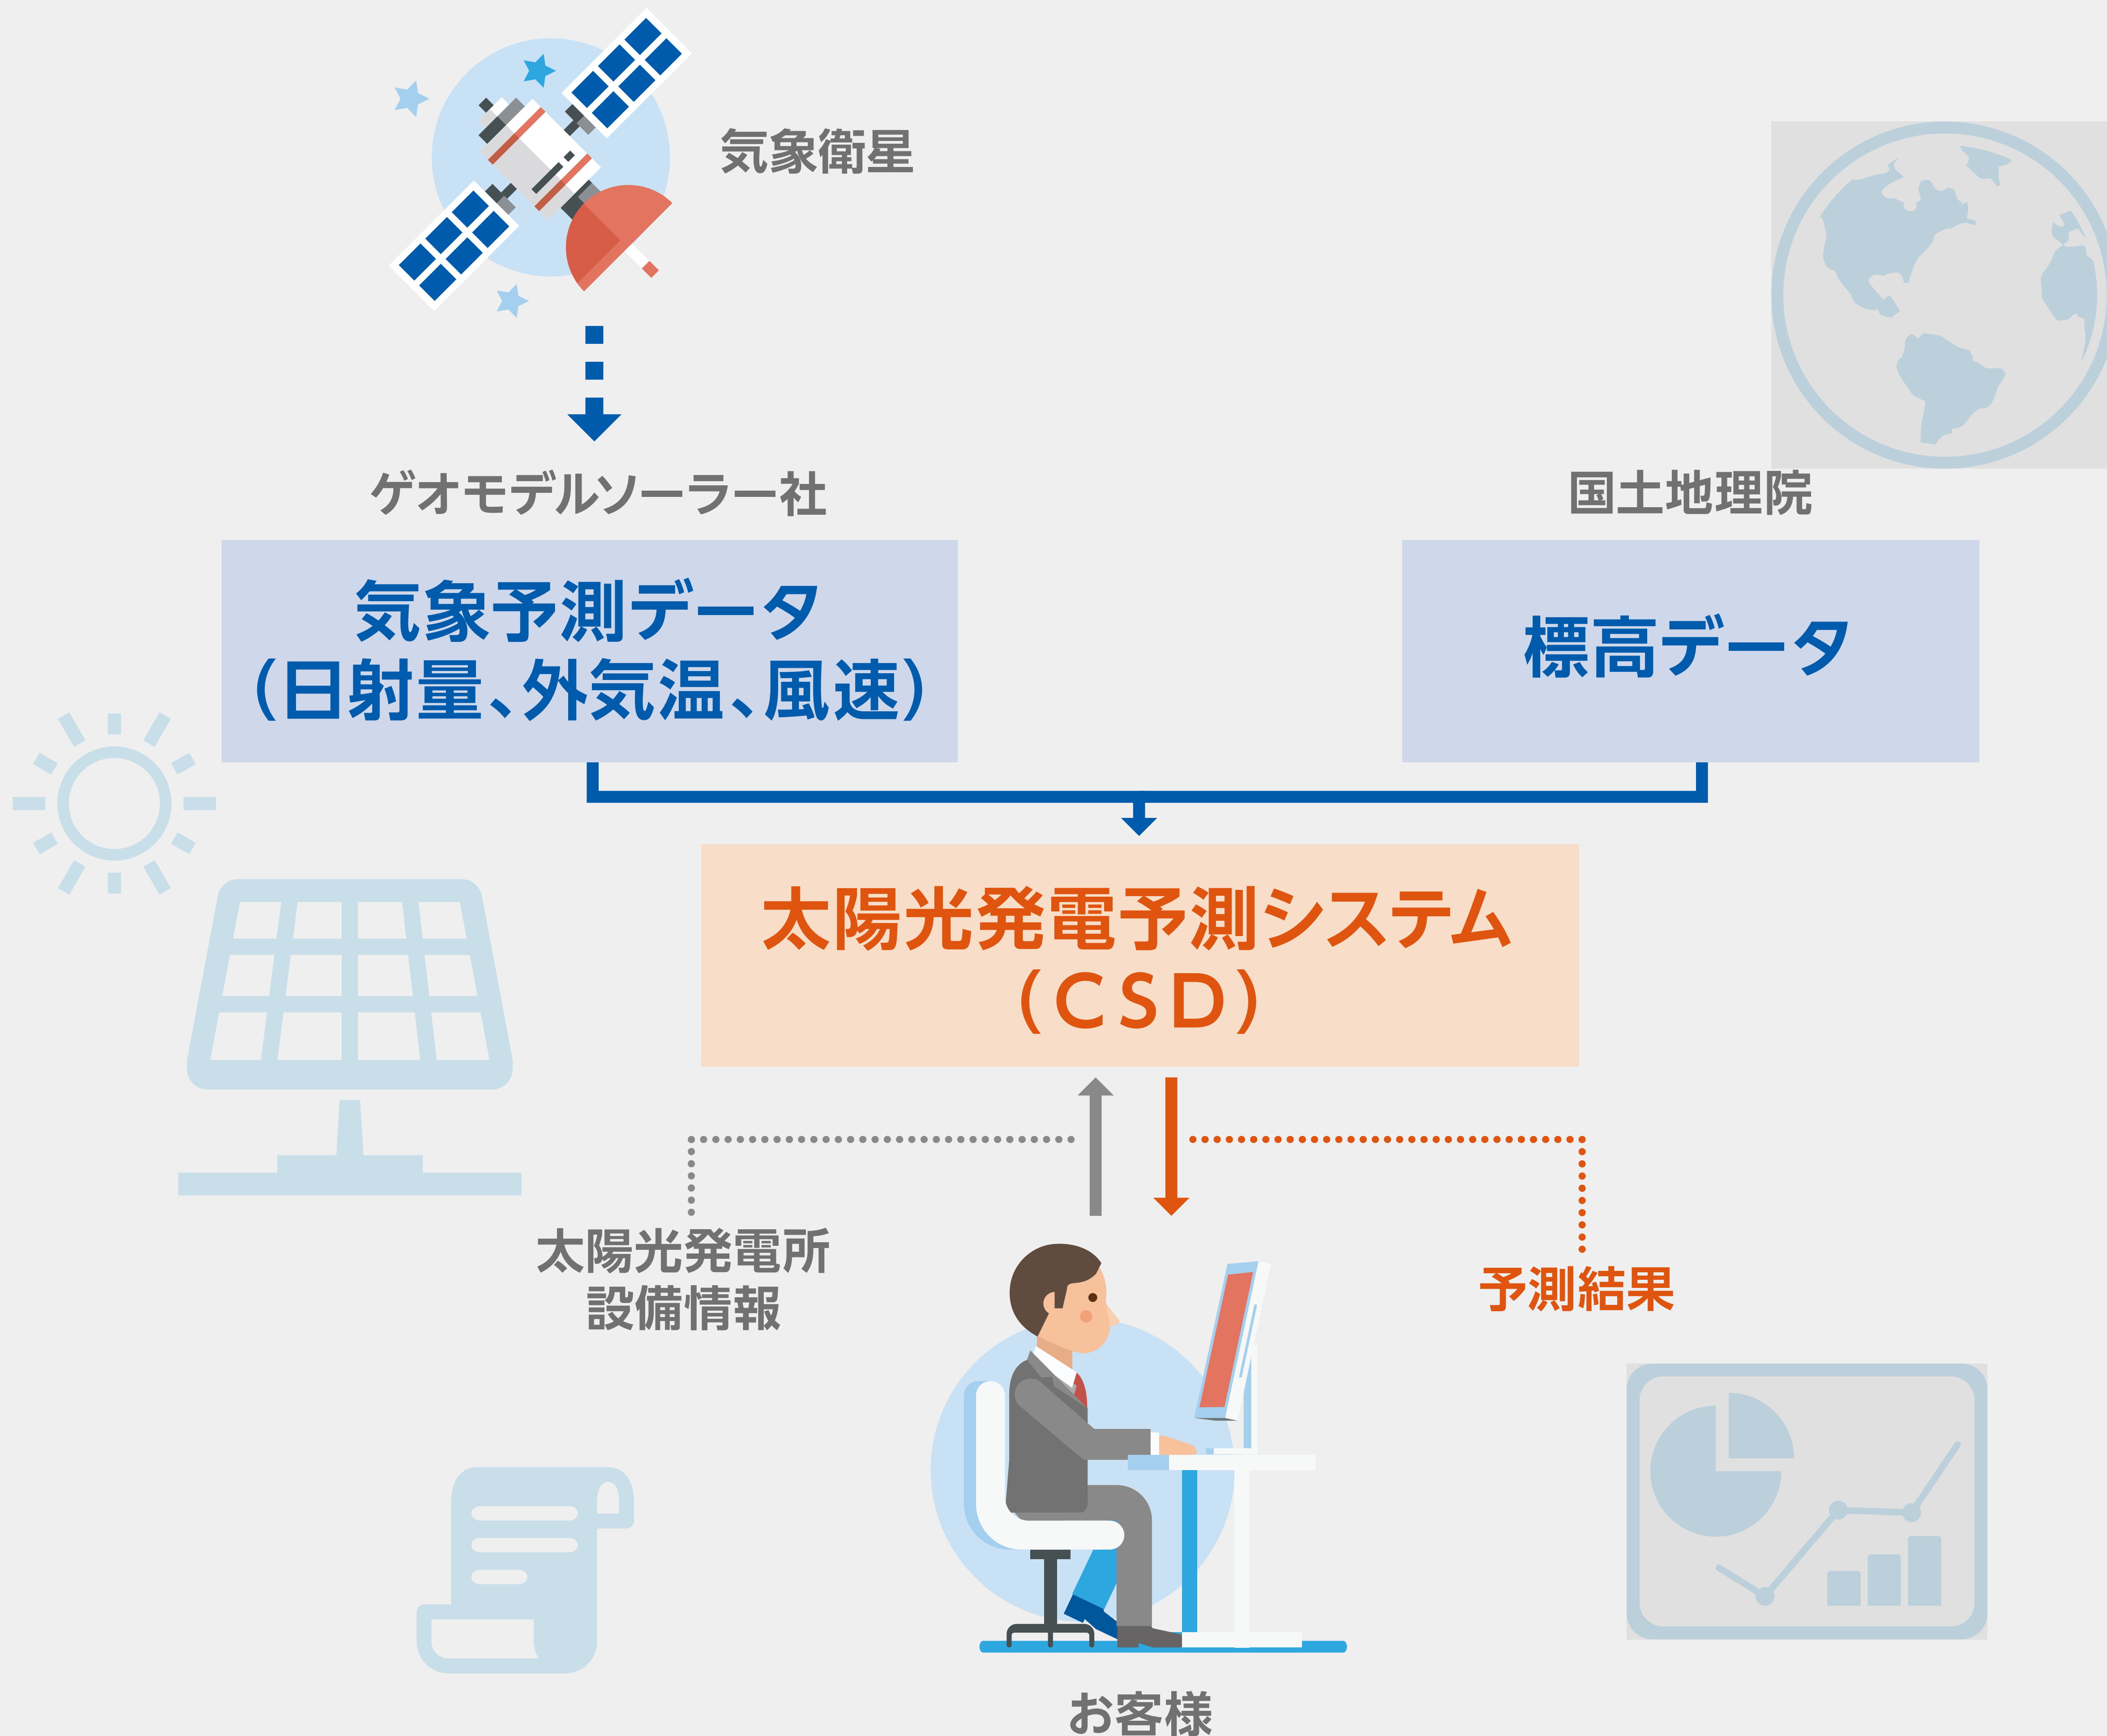 気象衛星
ゲオモデルソーラー社
国土地理院
気象予測データ
(日射量、外気温、風速)
標高データ
太陽光発電予測システム
(CSD)
太陽光発電所
設備情報
予測結果
お客様